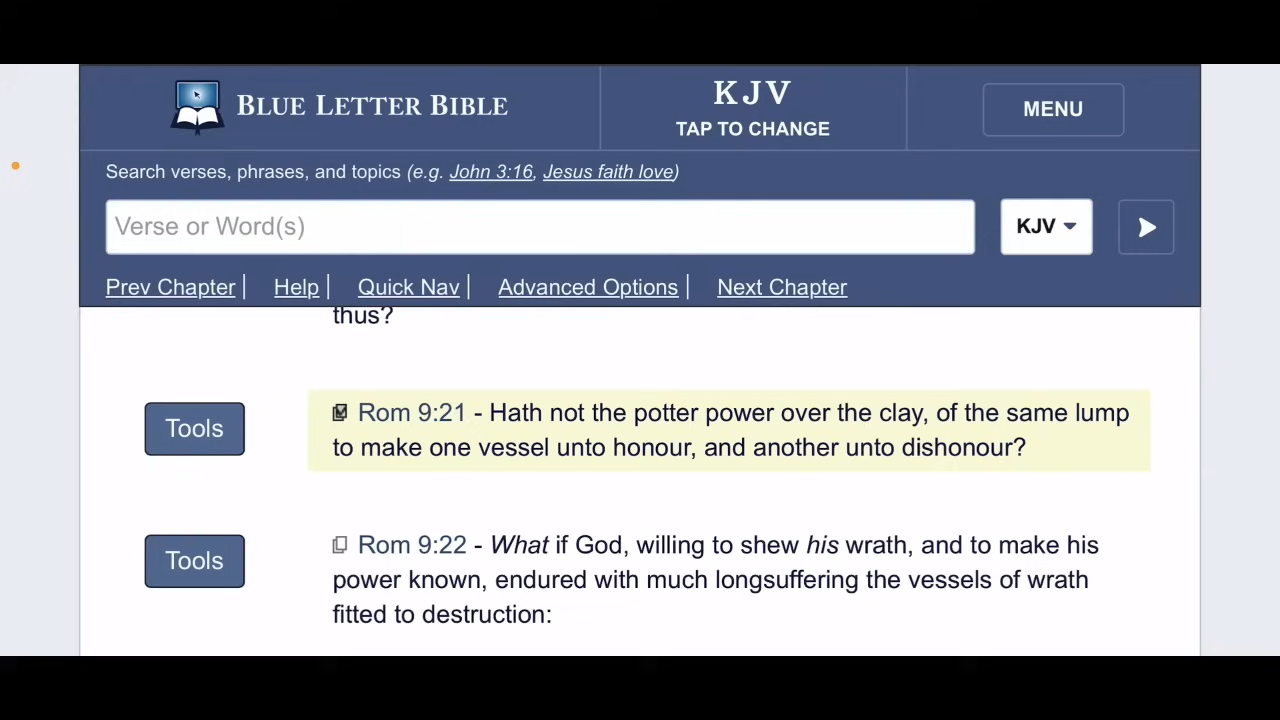 BLUE LETTER BIBLE
KJV
TAP TO CHANGE
MENU
Search verses, phrases, and topics (e.g. John 3:16, Jesus faith love)
Verse or Word(s)
KJV
Prev Chapter | Help | Quick Nav | Advanced Options | Next Chapter
thus?
Tools
Rom 9:21 - Hath not the potter power over the clay, of the same lump
to make one vessel unto honour, and another unto dishonour?
Tools
Rom 9:22 - What if God, willing to shew his wrath, and to make his
power known, endured with much longsuffering the vessels of wrath
fitted to destruction: